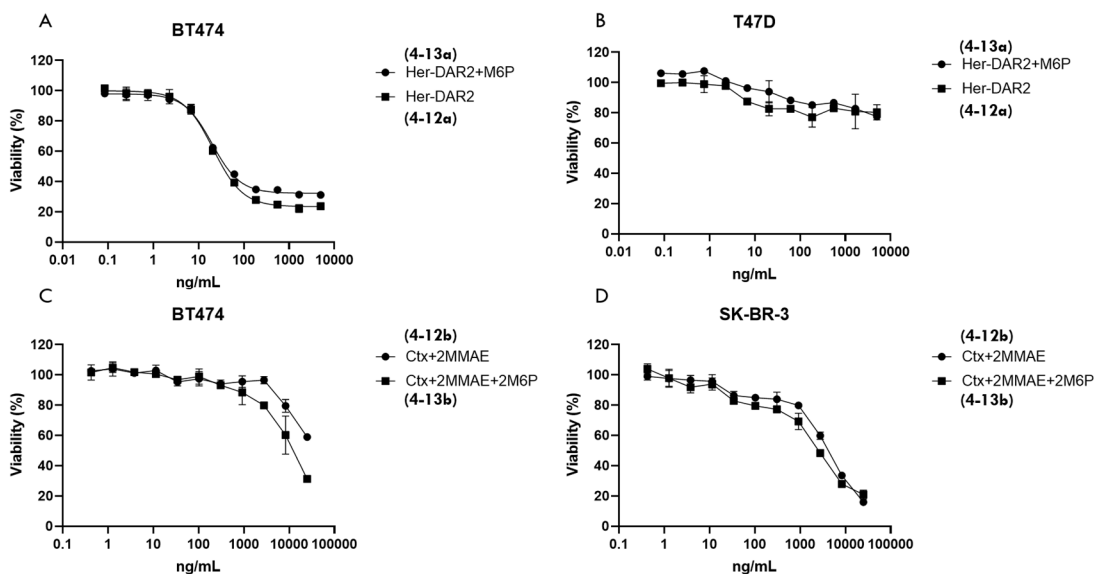 A
BT474
Viability (%)
120
100
80
60
40
20
0
0.01 0.1 1 10 100 1000 10000
ng/mL
(4-13a)
Her-DAR2+M6P
Her-DAR2
(4-12a)
B
T47D
Viability (%)
120
100
80
60
40
20
0
0.01 0.1 1 10 100 1000 10000
ng/mL
(4-13a)
Her-DAR2+M6P
Her-DAR2
(4-12a)
C
BT474
Viability (%)
120
100
80
60
40
20
0
0.1 1 10 100 1000 10000 100000
ng/mL
(4-12b)
Ctx+2MMAE
Ctx+2MMAE+2M6P
(4-13b)
D
SK-BR-3
Viability (%)
120
100
80
60
40
20
0
0.1 1 10 100 1000 10000 100000
ng/mL
(4-12b)
Ctx+2MMAE
Ctx+2MMAE+2M6P
(4-13b)